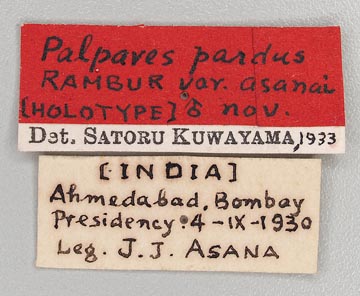 Palpares pardus
RAMBUR var. asanai
[HOLOTYPE] ♂ nov.
Det. SATORU KUWAYAMA, 1933
[INDIA]
Ahmedabad, Bombay
Presidency. 4-IX-1930
Leg. J. J. ASANA